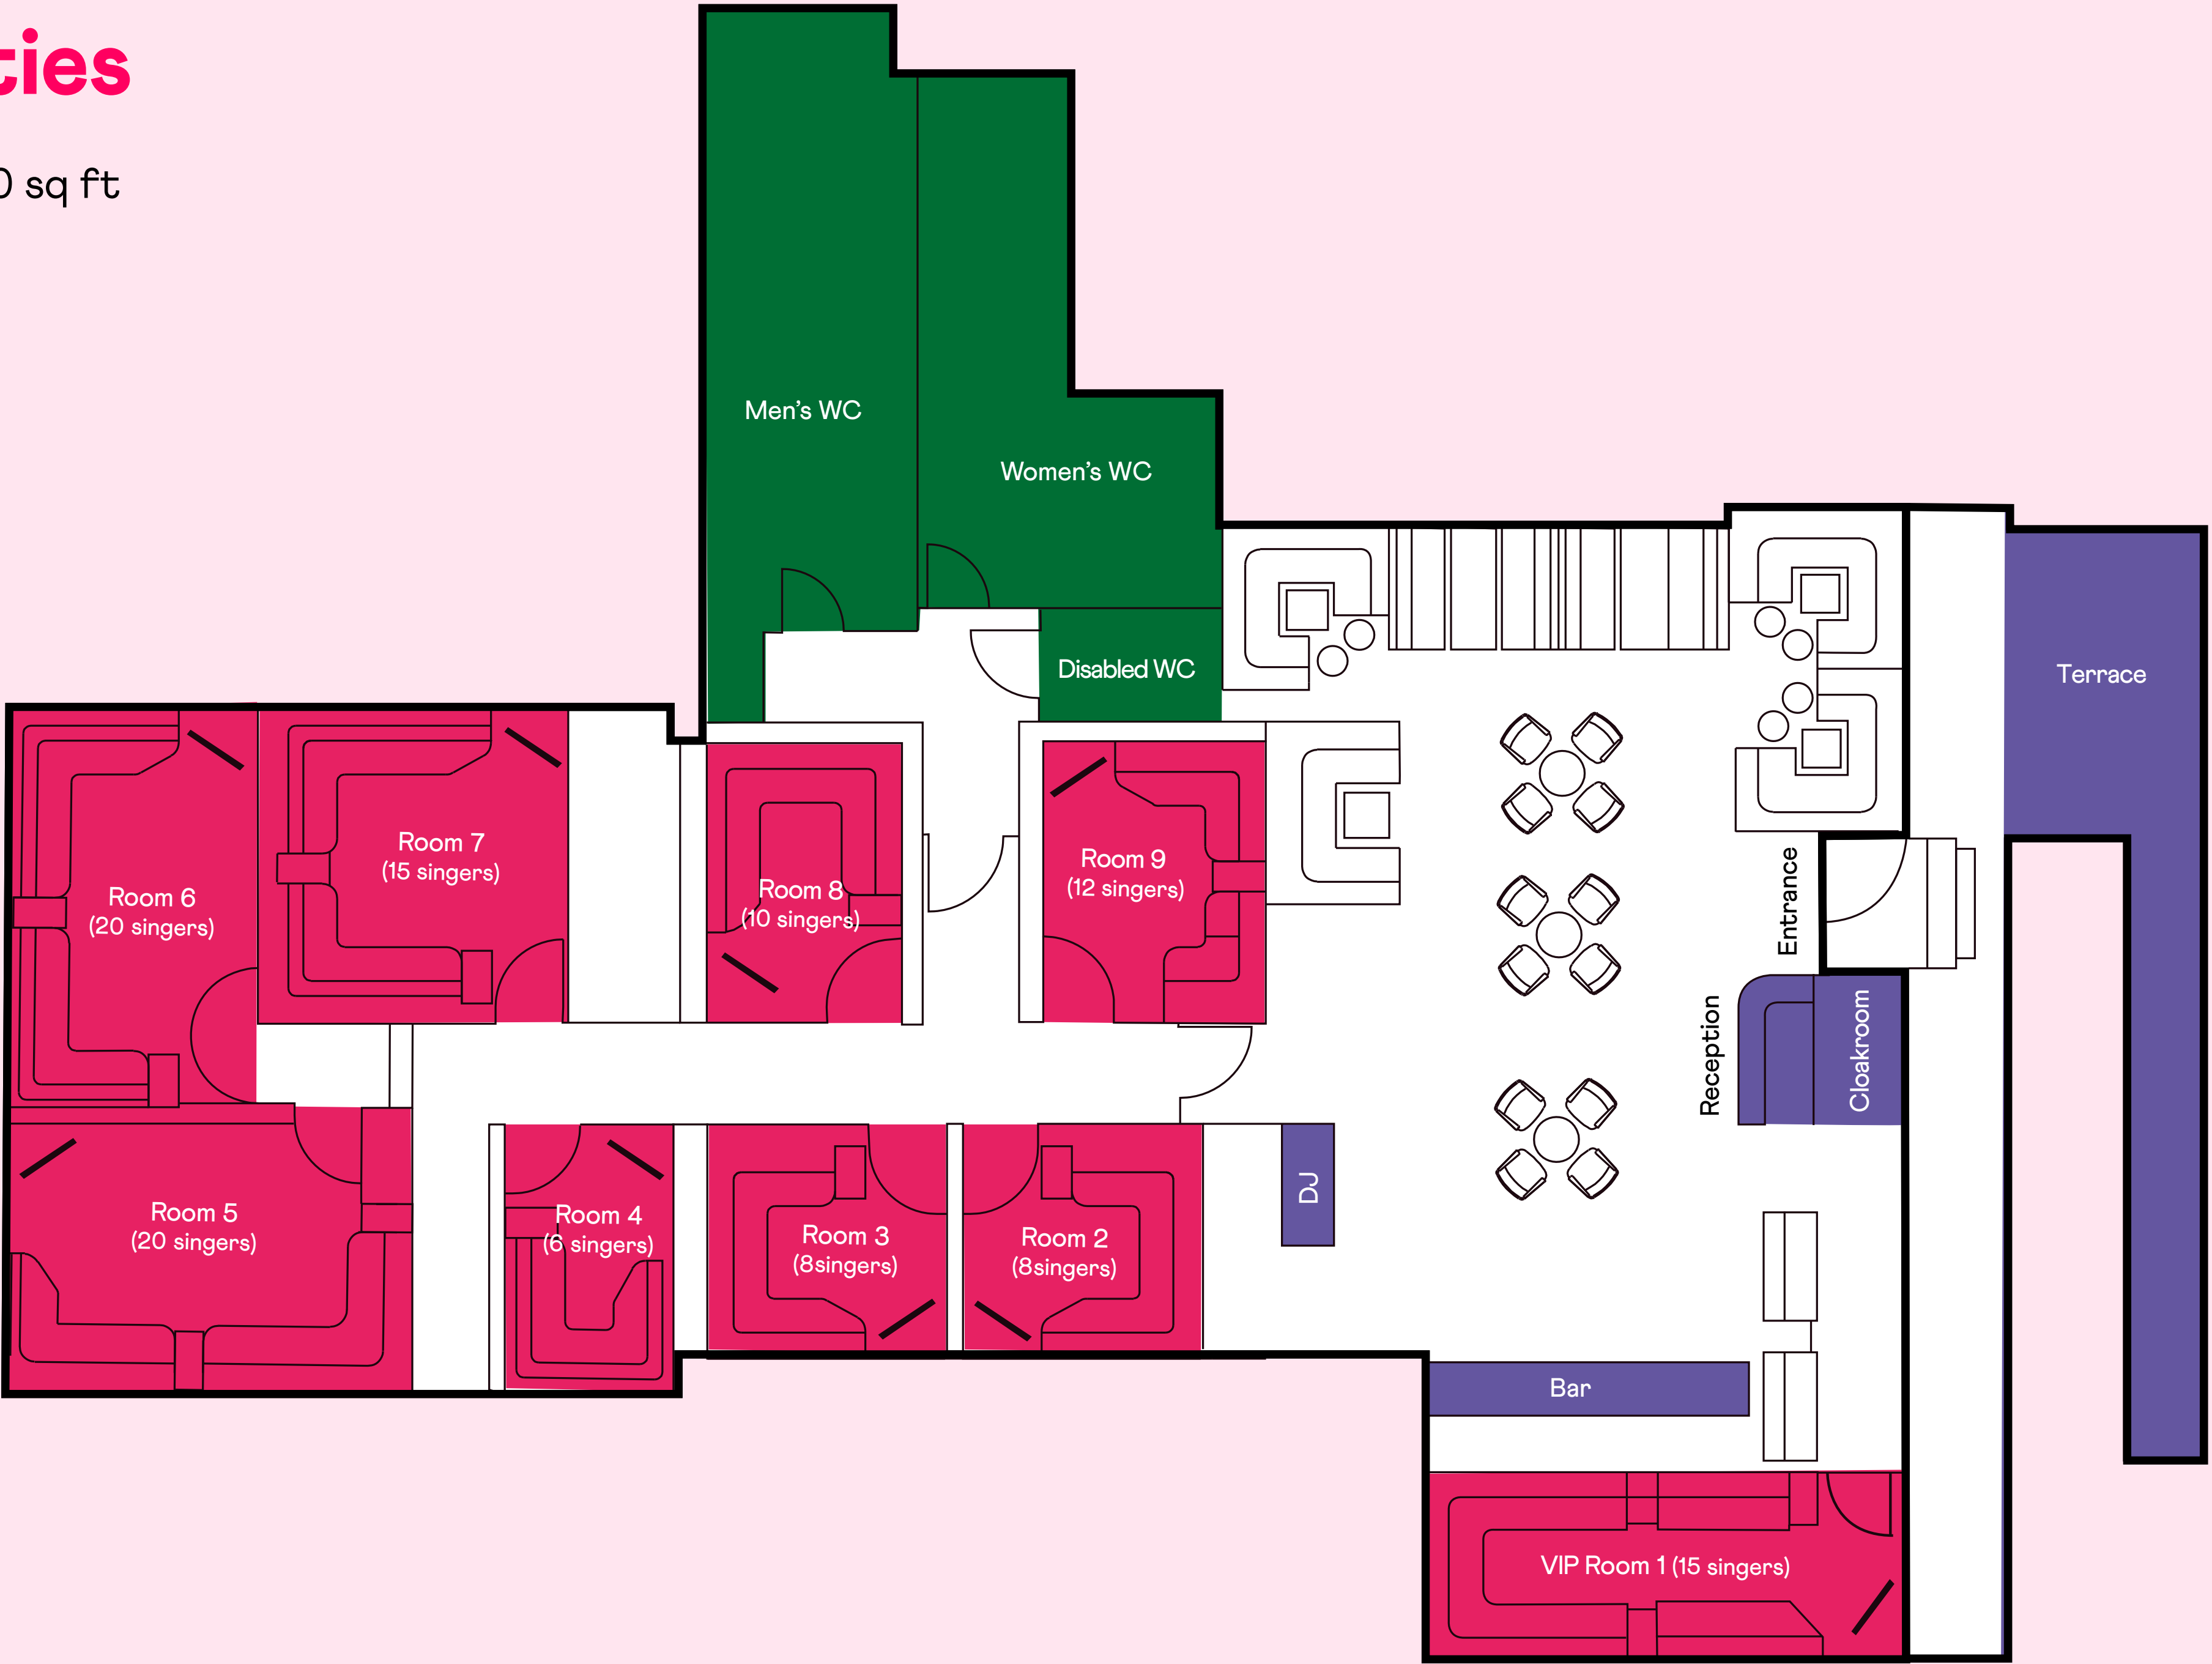 ties
0 sq ft
Men's WC
Women's WC
Disabled WC
Terrace
Room 6
(20 singers)
Room 7
(15 singers)
Room 8
(10 singers)
Room 9
(12 singers)
Entrance
Reception
Cloakroom
Room 5
(20 singers)
Room 4
(6 singers)
Room 3
(8singers)
Room 2
(8singers)
DJ
Bar
VIP Room 1 (15 singers)